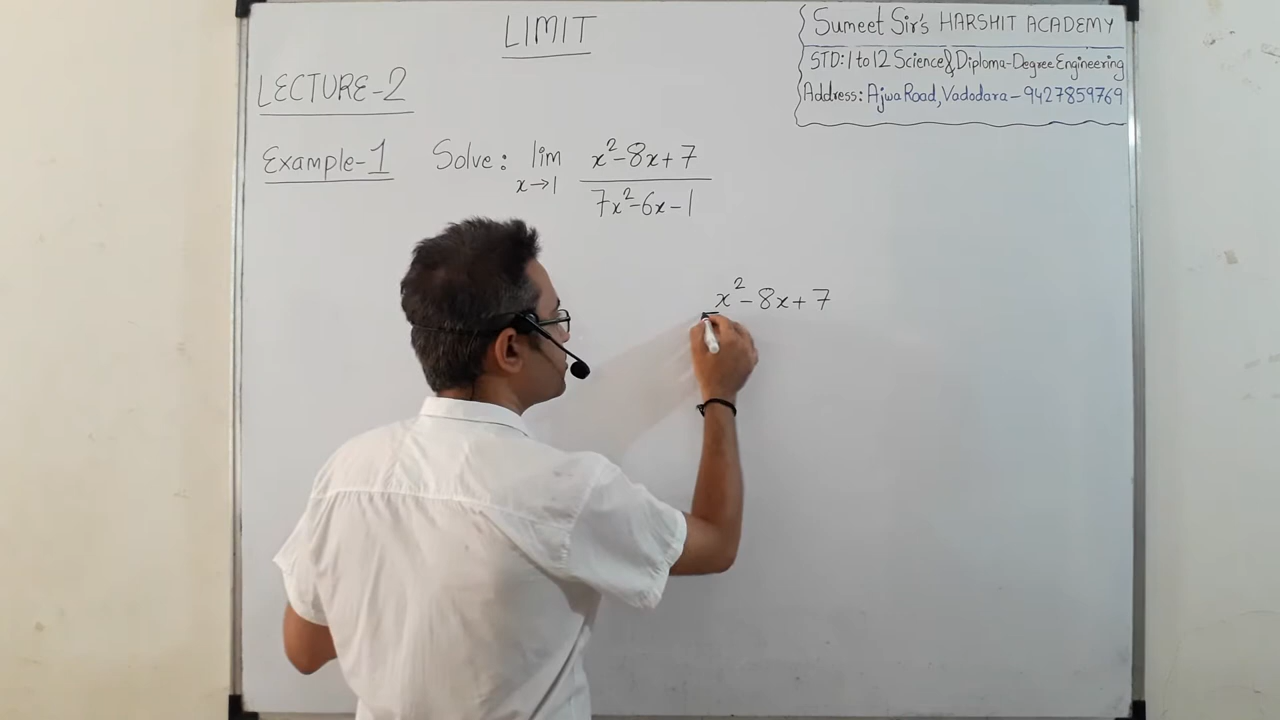 LIMIT
Sumeet Sir's HARSHIT ACADEMY
STD: 1 to 12 Science & Diploma-Degree Engineering
Address: Ajwa Road, Vadodara - 9427859769
LECTURE-2
Example-1 Solve: lim x→1 x²-8x+7 / 7x²-6x-1
x²-8x+7